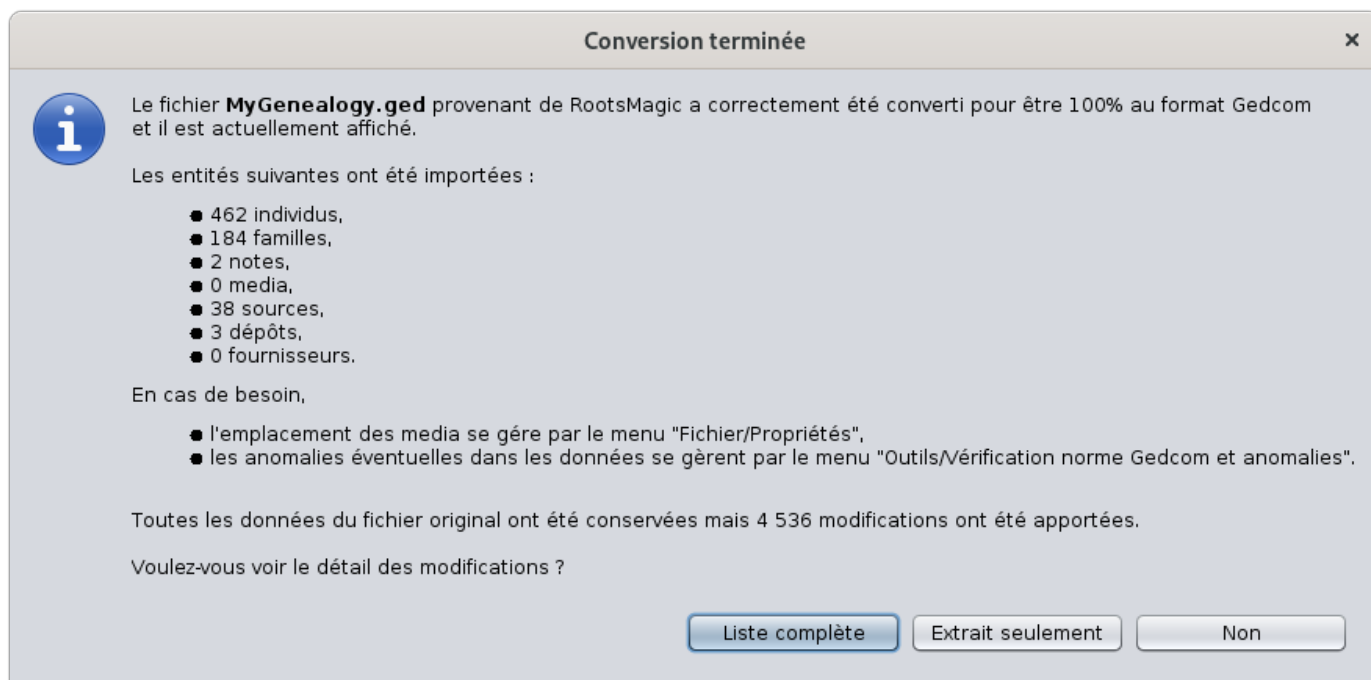 Conversion terminée
Le fichier MyGenealogy.ged provenant de RootsMagic a correctement été converti pour être 100% au format Gedcom
et il est actuellement affiché.
Les entités suivantes ont été importées :
462 individus,
184 familles,
2 notes,
0 media,
38 sources,
3 dépôts,
0 fournisseurs.
En cas de besoin,
l'emplacement des media se gére par le menu "Fichier/Propriétés",
les anomalies éventuelles dans les données se gèrent par le menu "Outils/Vérification norme Gedcom et anomalies".
Toutes les données du fichier original ont été conservées mais 4 536 modifications ont été apportées.
Voulez-vous voir le détail des modifications ?
Liste complète Extrait seulement Non